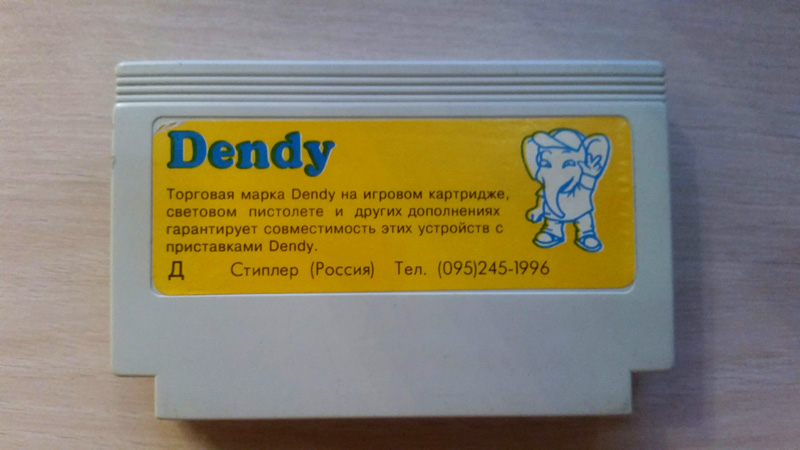 Dendy
Торговая марка Dendy на игровом картридже,
световом пистолете и других дополнениях
гарантирует совместимость этих устройств с
приставками Dendy.
Д Стиплер (Россия) Тел. (095)245-1996